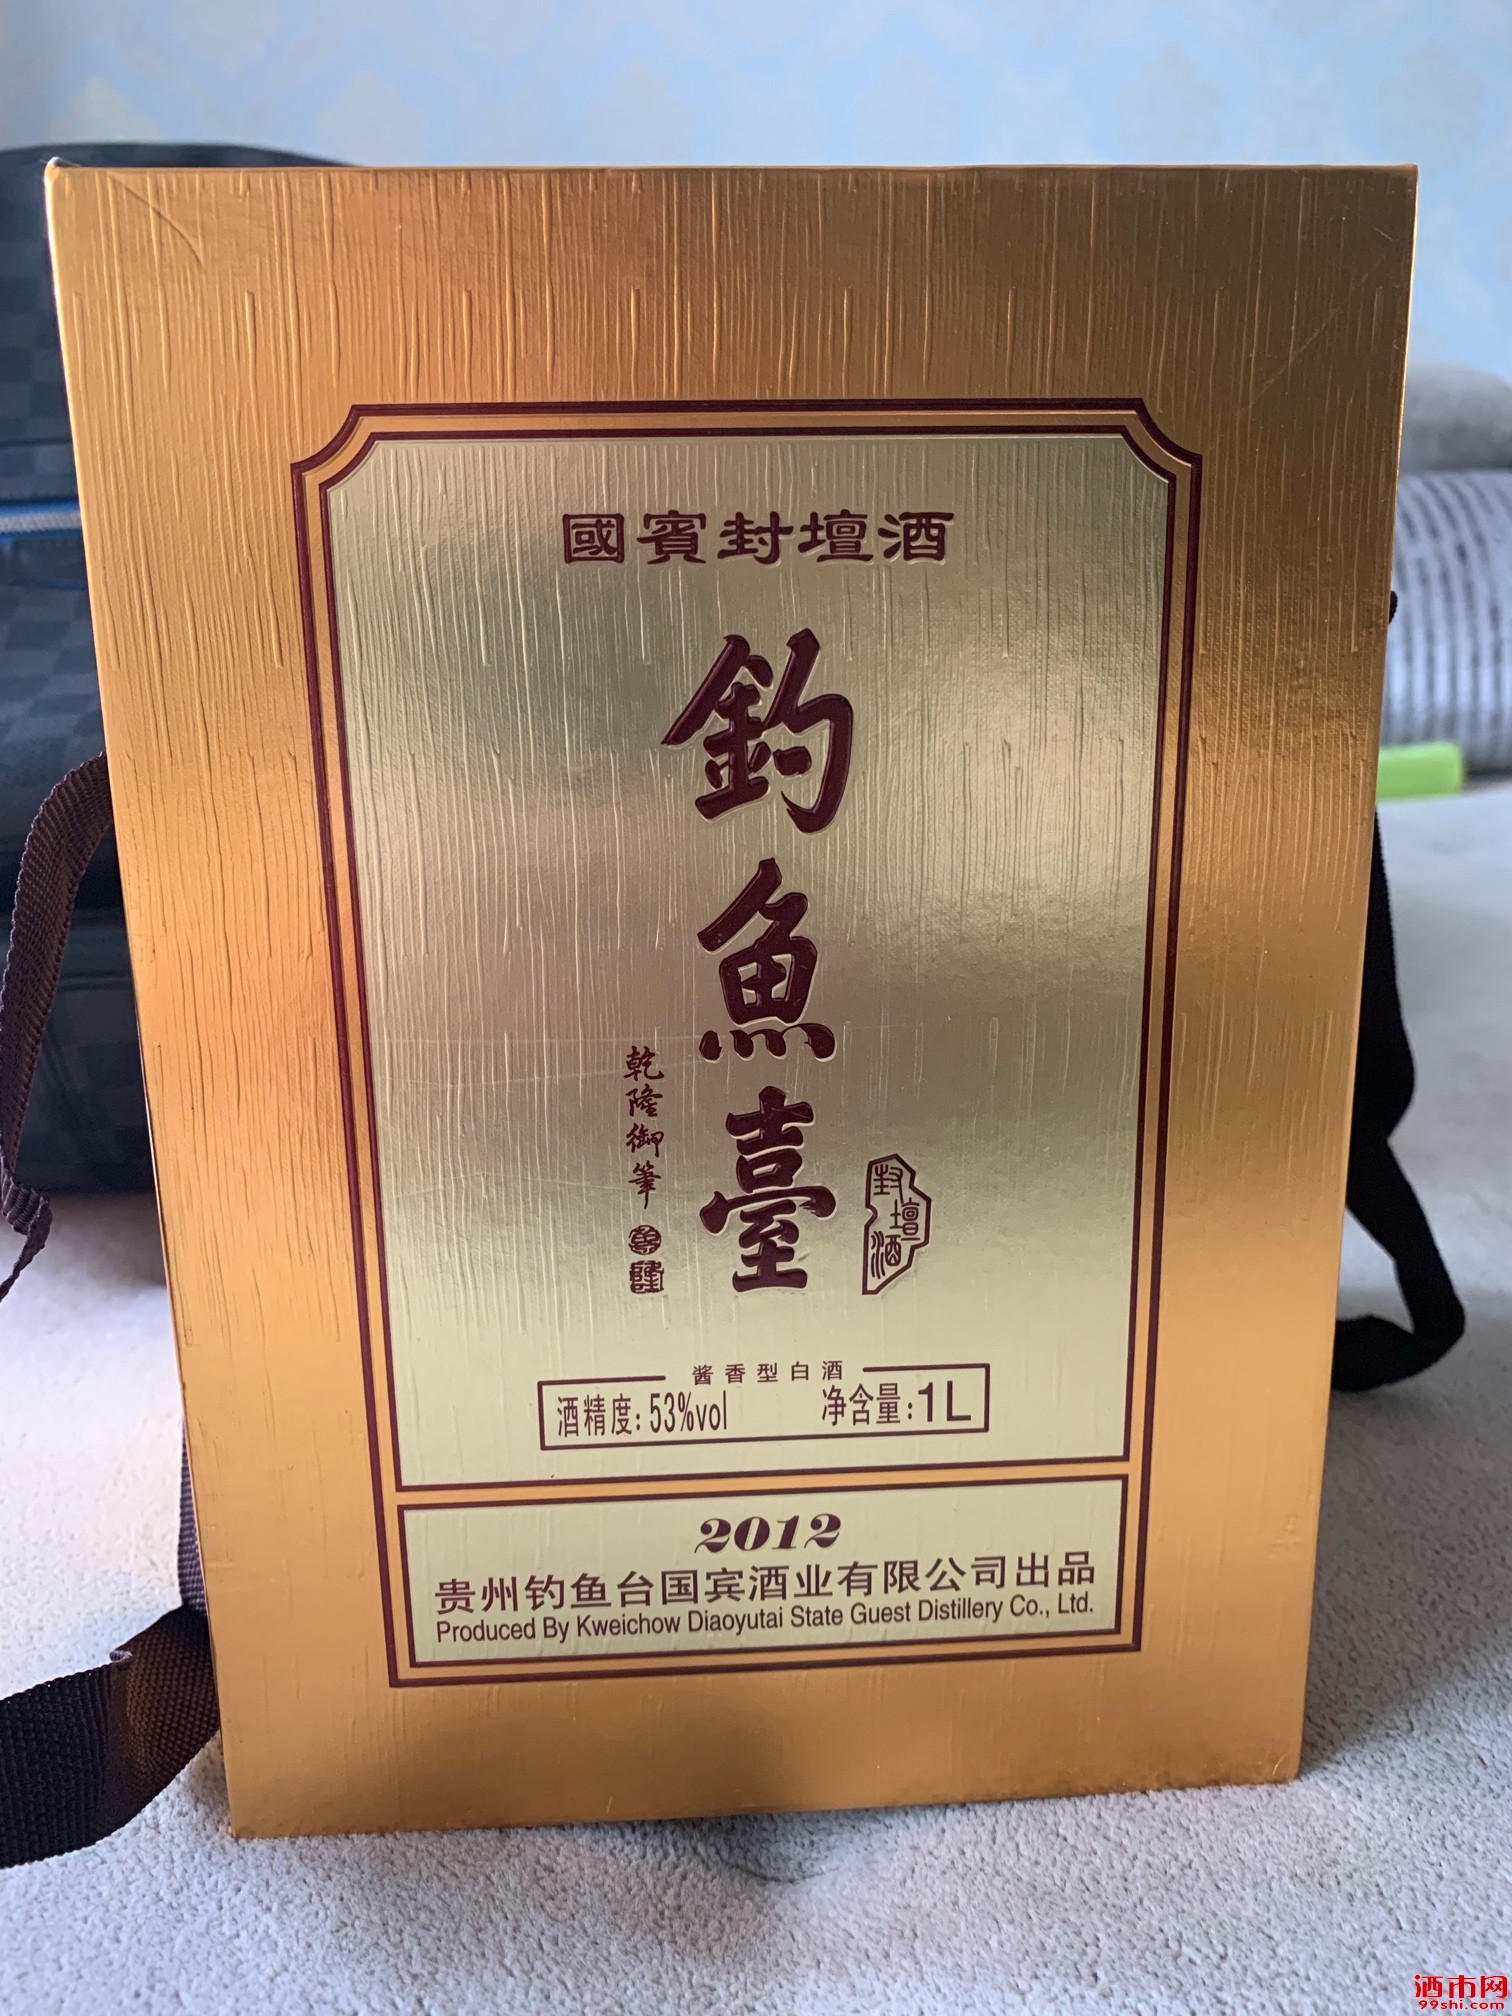 國賓封壇酒
釣魚臺
乾隆御筆
封壇酒
酱香型白酒
酒精度:53%vol 净含量:1L
2012
贵州钓鱼台国宾酒业有限公司出品
Produced By Kweichow Diaoyutai State Guest Distillery Co., Ltd.
酒市网
99shi.com